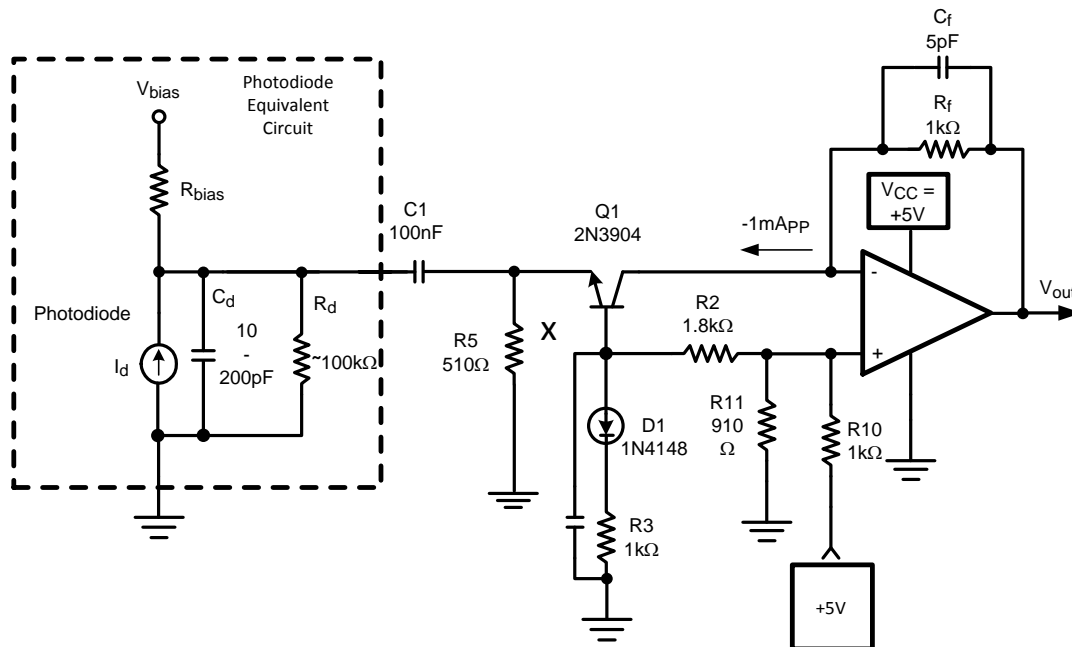 Photodiode
Equivalent
Circuit
Vbias
Rbias
Photodiode
Id
Cd
10
-
200pF
Rd
~100kΩ
C1
100nF
R5
510Ω
X
Q1
2N3904
-1mAPP
R2
1.8kΩ
D1
1N4148
R3
1kΩ
R11
910
Ω
R10
1kΩ
+5V
Cf
5pF
Rf
1kΩ
VCC =
+5V
-
+
Vout